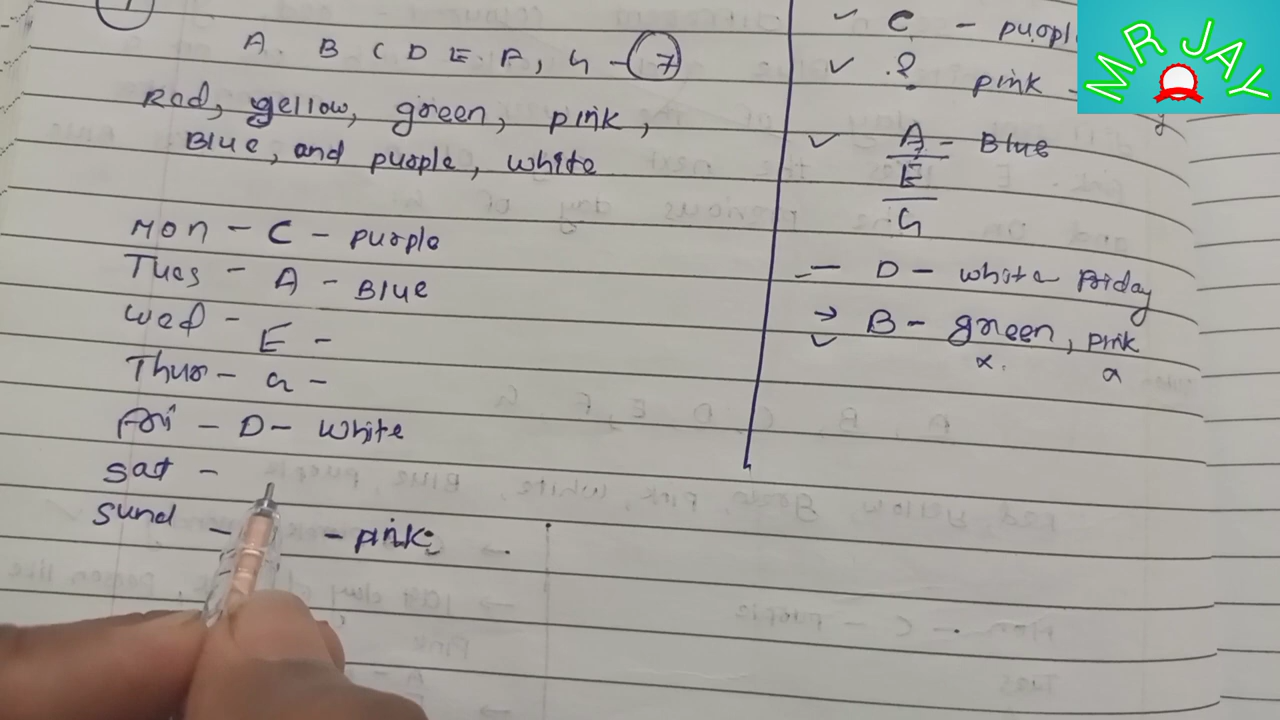 A. B C D E. F, G - 7
Red, yellow, green, pink,
Blue, and purple, white
Mon - C - purple
Tues - A - Blue
Wed - E -
Thur - G -
Fri - D - white
Sat -
Sund - - pink
C - purpl
? pink -
y
A - Blue
E
G
- D - white Friday
→ B - green, pink
x. x
MR JAY